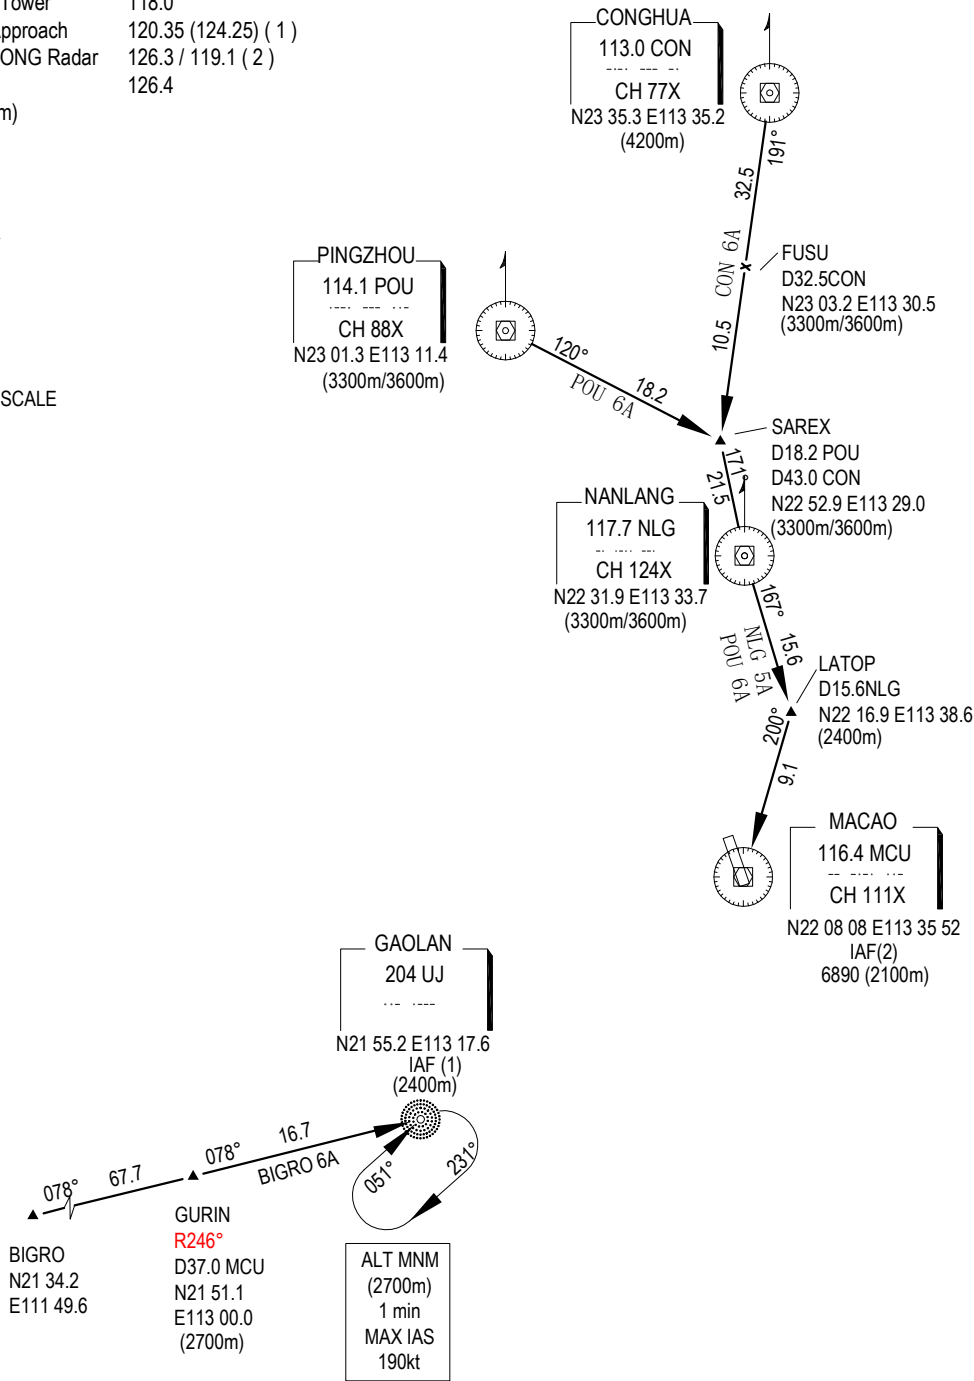 Tower 118.0
pproach 120.35 (124.25) ( 1 )
ONG Radar 126.3 / 119.1 ( 2 )
126.4
m)
SCALE
CONGHUA
113.0 CON
CH 77X
N23 35.3 E113 35.2
(4200m)
191°
32.5
CON 6A
10.5
FUSU
D32.5CON
N23 03.2 E113 30.5
(3300m/3600m)
PINGZHOU
114.1 POU
CH 88X
N23 01.3 E113 11.4
(3300m/3600m)
120°
18.2
POU 6A
SAREX
D18.2 POU
D43.0 CON
N22 52.9 E113 29.0
(3300m/3600m)
171°
21.5
NANLANG
117.7 NLG
CH 124X
N22 31.9 E113 33.7
(3300m/3600m)
167°
15.6
NLG 5A
POU 6A
LATOP
D15.6NLG
N22 16.9 E113 38.6
(2400m)
200°
9.1
MACAO
116.4 MCU
CH 111X
N22 08 08 E113 35 52
IAF(2)
6890 (2100m)
GAOLAN
204 UJ
N21 55.2 E113 17.6
IAF (1)
(2400m)
078°
67.7
078°
16.7
BIGRO 6A
051°
231°
BIGRO
N21 34.2
E111 49.6
GURIN
R246°
D37.0 MCU
N21 51.1
E113 00.0
(2700m)
ALT MNM
(2700m)
1 min
MAX IAS
190kt